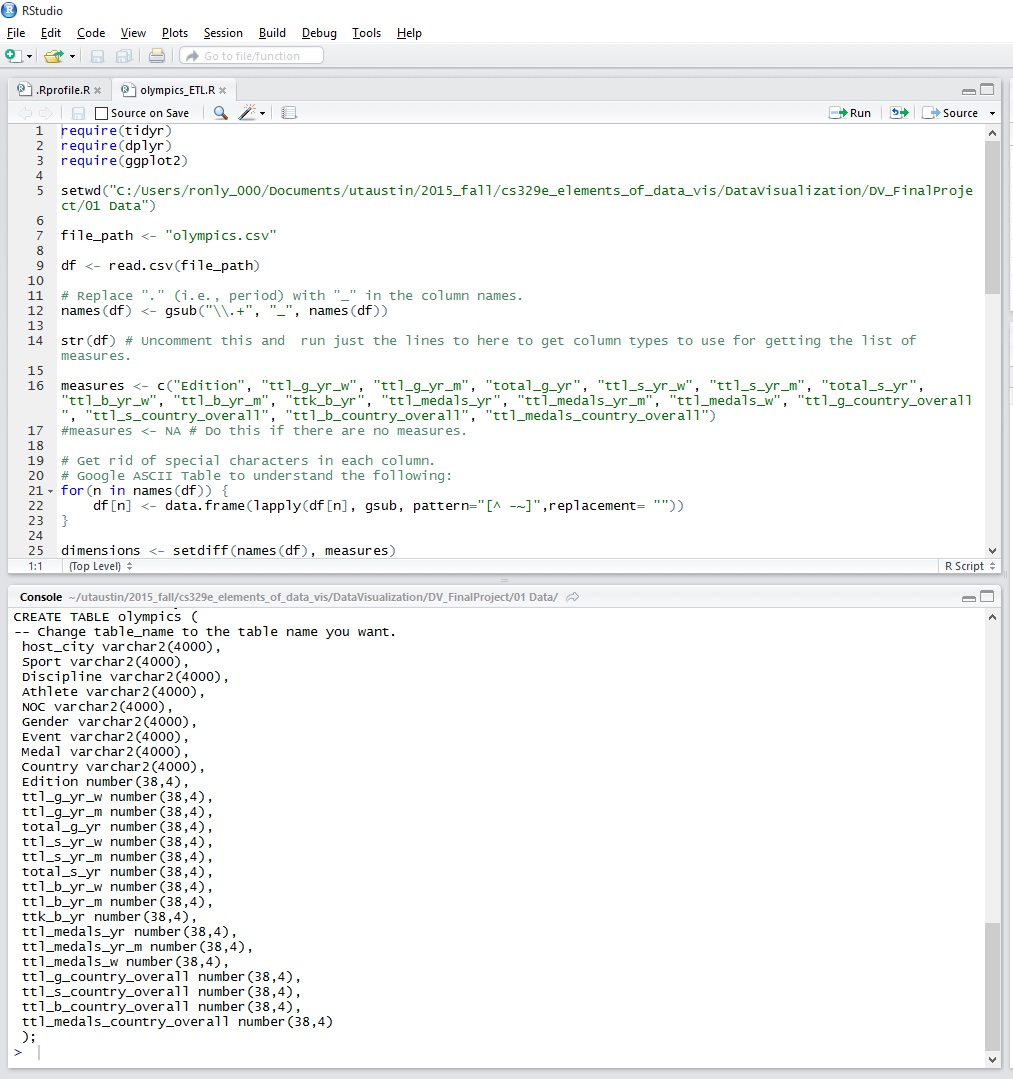 RStudio
File Edit Code View Plots Session Build Debug Tools Help
Go to file/function
.Rprofile.R × olympics_ETL.R ×
Source on Save Run Source
1 require(tidyr)
2 require(dplyr)
3 require(ggplot2)
4
5 setwd("C:/Users/ronly_000/Documents/utaustin/2015_fall/cs329e_elements_of_data_vis/DataVisualization/DV_FinalProje
ct/01 Data")
6
7 file_path <- "olympics.csv"
8
9 df <- read.csv(file_path)
10
11 # Replace "." (i.e., period) with "_" in the column names.
12 names(df) <- gsub("\\.+", "_", names(df))
13
14 str(df) # Uncomment this and  run just the lines to here to get column types to use for getting the list of
measures.
15
16 measures <- c("Edition", "ttl_g_yr_w", "ttl_g_yr_m", "total_g_yr", "ttl_s_yr_w", "ttl_s_yr_m", "total_s_yr",
"ttl_b_yr_w", "ttl_b_yr_m", "ttk_b_yr", "ttl_medals_yr", "ttl_medals_yr_m", "ttl_medals_w", "ttl_g_country_overall
", "ttl_s_country_overall", "ttl_b_country_overall", "ttl_medals_country_overall")
17 #measures <- NA # Do this if there are no measures.
18
19 # Get rid of special characters in each column.
20 # Google ASCII Table to understand the following:
21 for(n in names(df)) {
22     df[n] <- data.frame(lapply(df[n], gsub, pattern="[^ -~]",replacement= ""))
23 }
24
25 dimensions <- setdiff(names(df), measures)
1:1 (Top Level) R Script
Console ~/utaustin/2015_fall/cs329e_elements_of_data_vis/DataVisualization/DV_FinalProject/01 Data/
CREATE TABLE olympics (
-- Change table_name to the table name you want.
host_city varchar2(4000),
Sport varchar2(4000),
Discipline varchar2(4000),
Athlete varchar2(4000),
NOC varchar2(4000),
Gender varchar2(4000),
Event varchar2(4000),
Medal varchar2(4000),
Country varchar2(4000),
Edition number(38,4),
ttl_g_yr_w number(38,4),
ttl_g_yr_m number(38,4),
total_g_yr number(38,4),
ttl_s_yr_w number(38,4),
ttl_s_yr_m number(38,4),
total_s_yr number(38,4),
ttl_b_yr_w number(38,4),
ttl_b_yr_m number(38,4),
ttk_b_yr number(38,4),
ttl_medals_yr number(38,4),
ttl_medals_yr_m number(38,4),
ttl_medals_w number(38,4),
ttl_g_country_overall number(38,4),
ttl_s_country_overall number(38,4),
ttl_b_country_overall number(38,4),
ttl_medals_country_overall number(38,4)
);
>